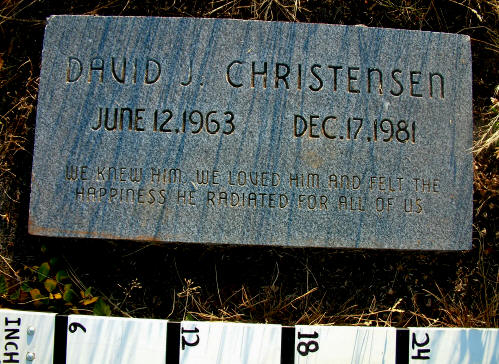 DAVID J. CHRISTENSEN
JUNE 12.1963 DEC.17.1981
WE KNEW HIM. WE LOVED HIM AND FELT THE
HAPPINESS HE RADIATED FOR ALL OF US
INCH 6 12 18 24